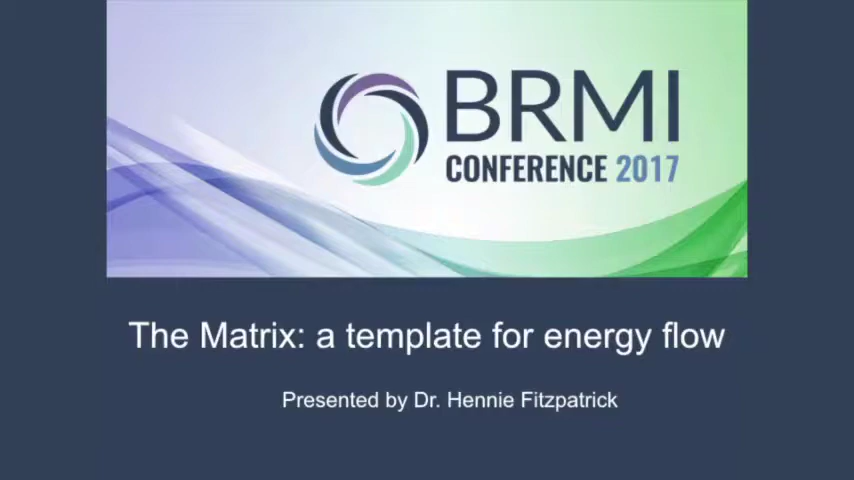 BRMI
CONFERENCE 2017
The Matrix: a template for energy flow
Presented by Dr. Hennie Fitzpatrick